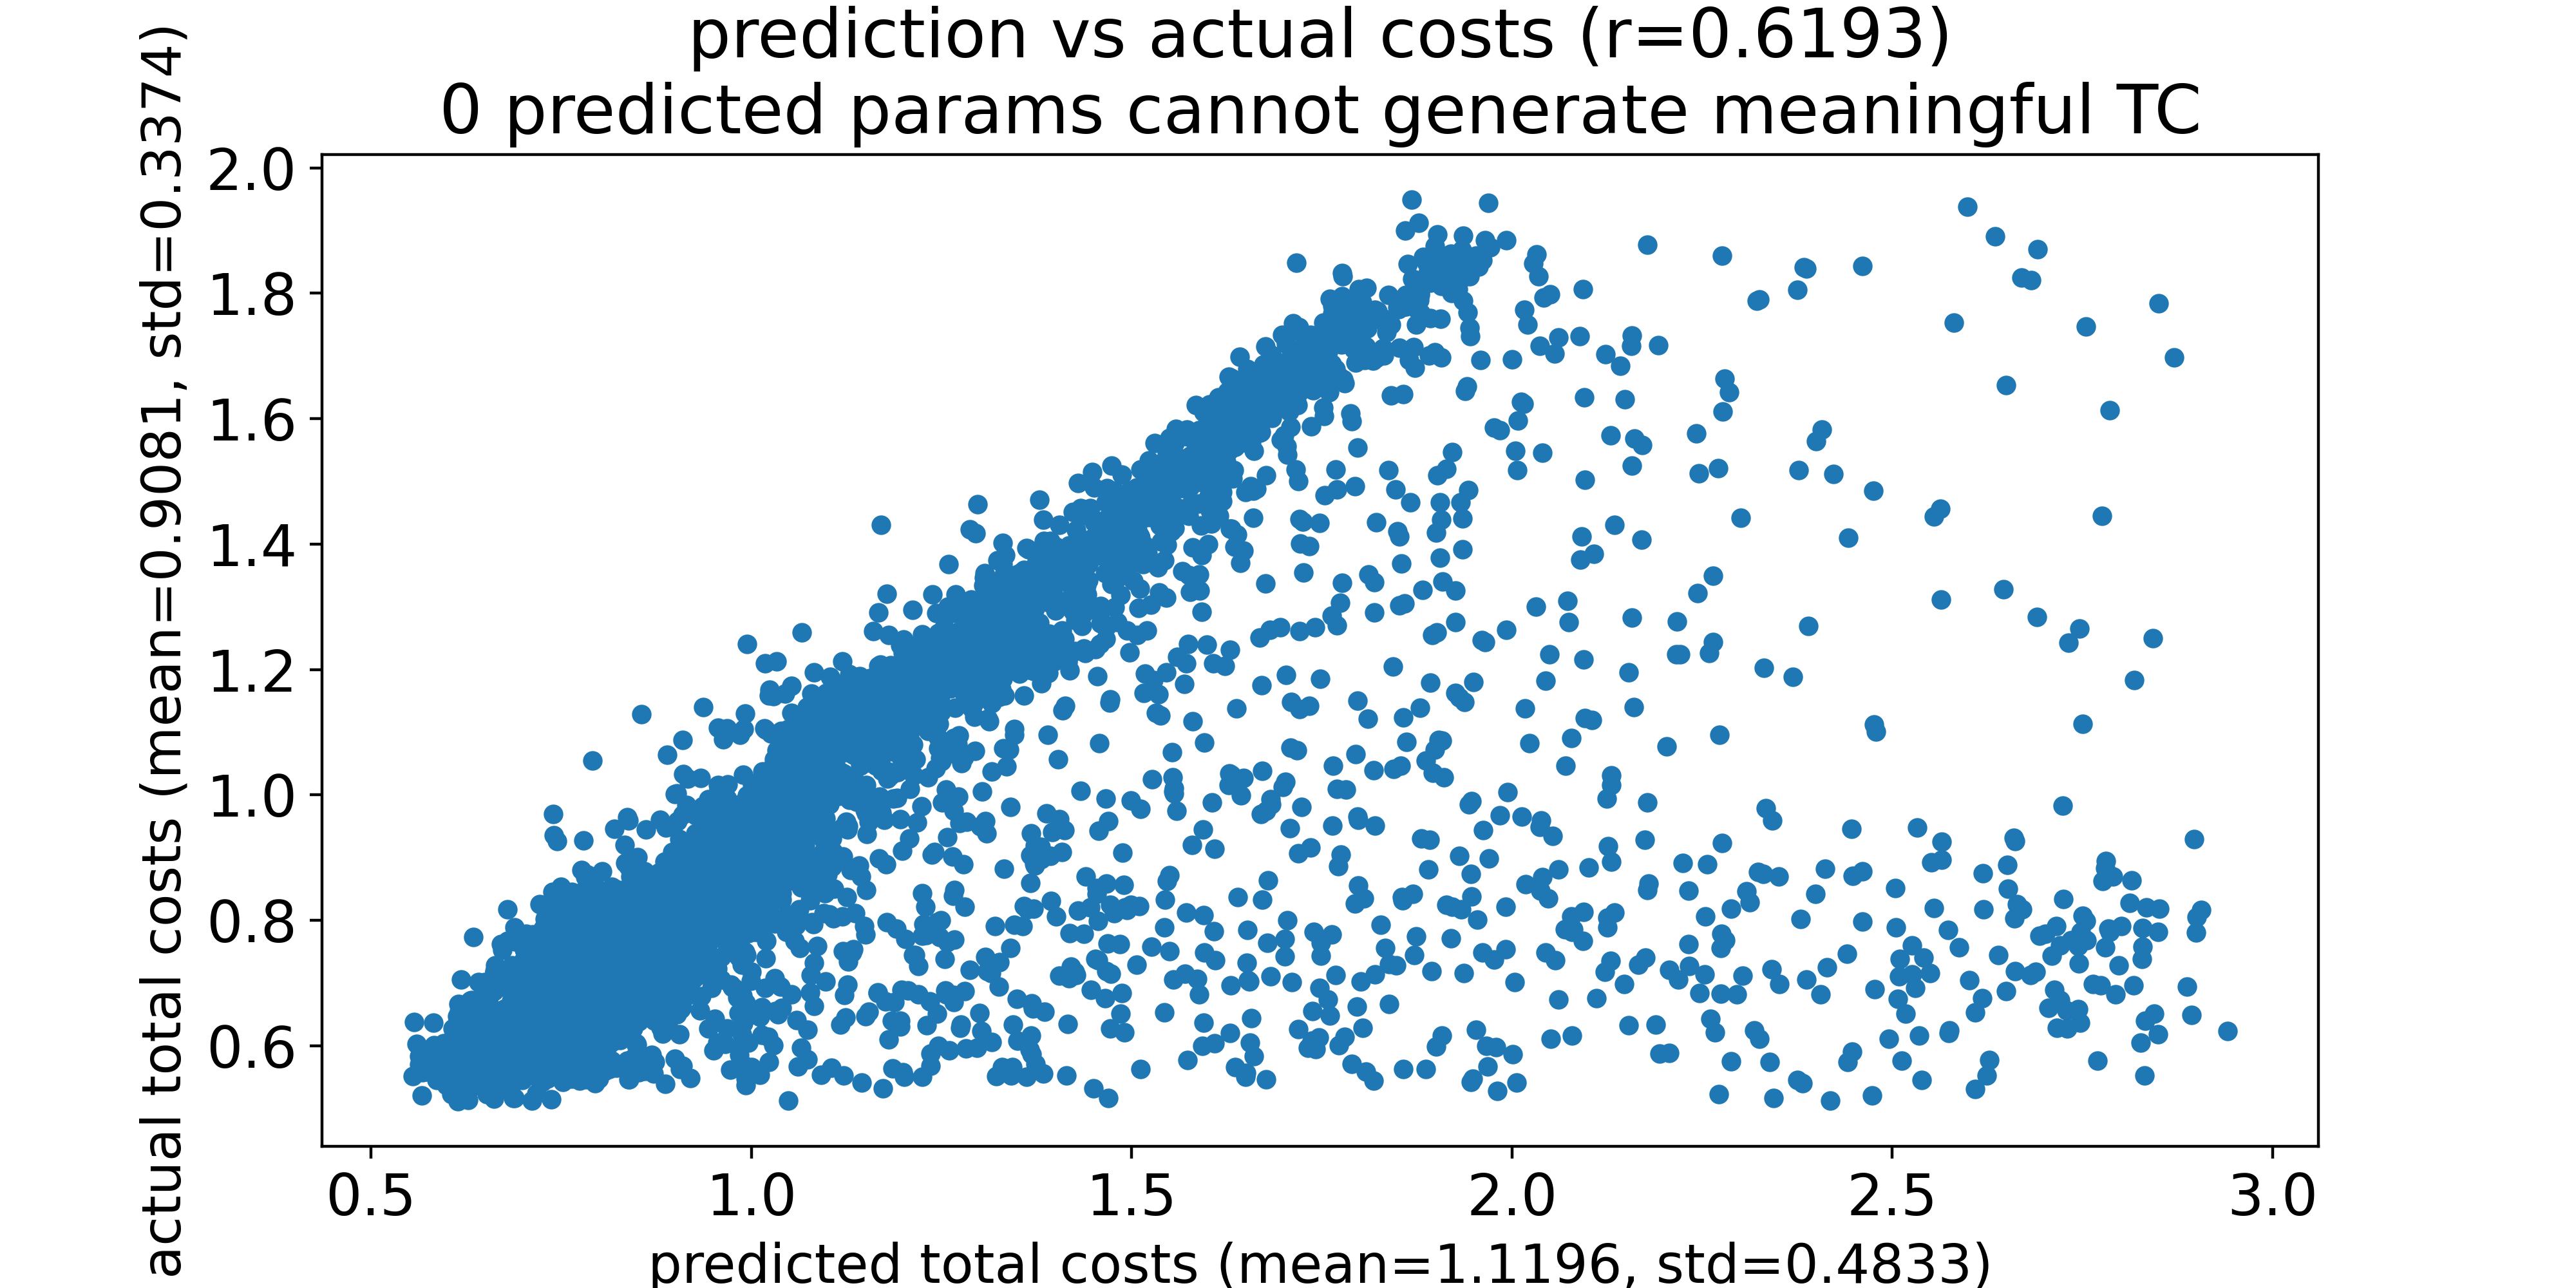 prediction vs actual costs (r=0.6193)
0 predicted params cannot generate meaningful TC
actual total costs (mean=0.9081, std=0.3374)
2.0
1.8
1.6
1.4
1.2
1.0
0.8
0.6
0.5 1.0 1.5 2.0 2.5 3.0
predicted total costs (mean=1.1196, std=0.4833)